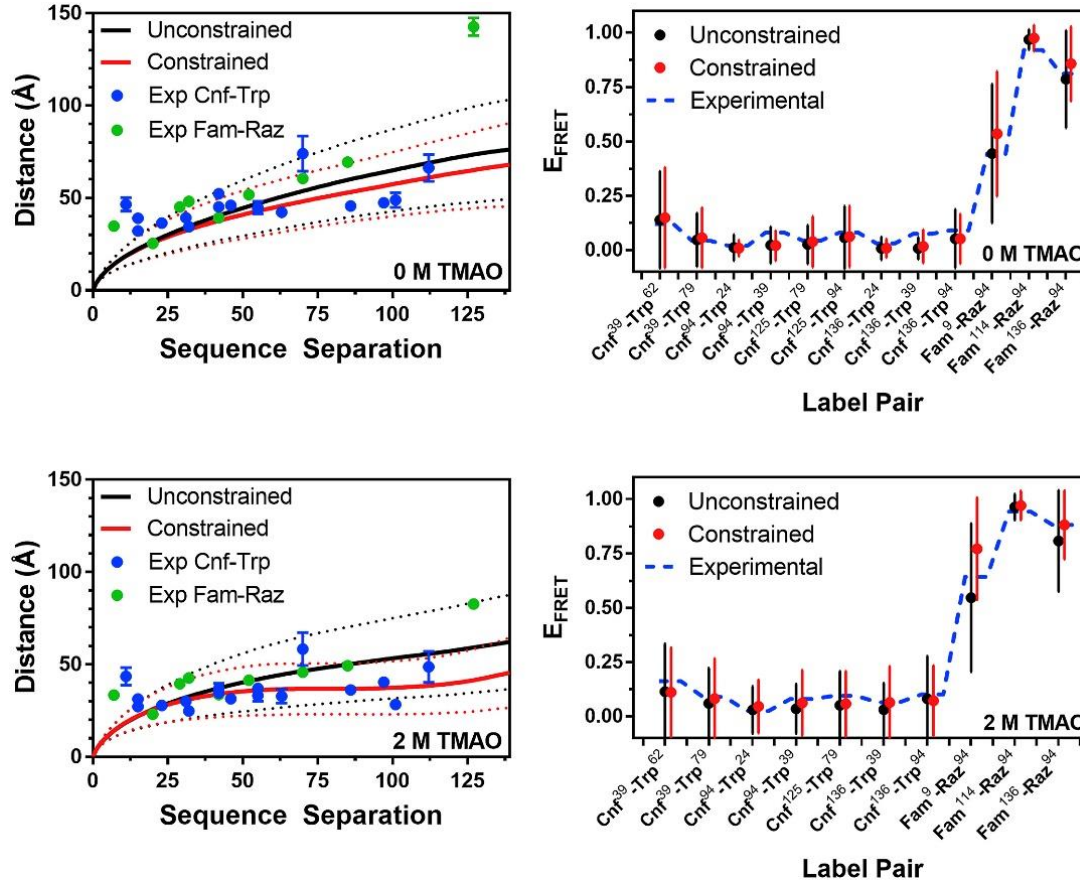 150
100
50
0
Distance (Å)
Unconstrained
Constrained
Exp Cnf-Trp
Exp Fam-Raz
0 M TMAO
0 25 50 75 100 125
Sequence Separation
1.00
0.75
0.50
0.25
0.00
E_FRET
Unconstrained
Constrained
Experimental
0 M TMAO
Cnf³⁹-Trp⁶²
Cnf³⁹-Trp⁷⁹
Cnf⁹⁴-Trp²⁴
Cnf⁹⁴-Trp³⁹
Cnf¹²⁵-Trp⁷⁹
Cnf¹²⁵-Trp⁹⁴
Cnf¹³⁶-Trp²⁴
Cnf¹³⁶-Trp³⁹
Cnf¹³⁶-Trp⁹⁴
Fam⁹-Raz⁹⁴
Fam¹¹⁴-Raz⁹⁴
Fam¹³⁶-Raz⁹⁴
Label Pair
150
100
50
0
Distance (Å)
Unconstrained
Constrained
Exp Cnf-Trp
Exp Fam-Raz
2 M TMAO
0 25 50 75 100 125
Sequence Separation
1.00
0.75
0.50
0.25
0.00
E_FRET
Unconstrained
Constrained
Experimental
2 M TMAO
Cnf³⁹-Trp⁶²
Cnf³⁹-Trp⁷⁹
Cnf⁹⁴-Trp²⁴
Cnf⁹⁴-Trp³⁹
Cnf¹²⁵-Trp⁷⁹
Cnf¹³⁶-Trp³⁹
Cnf¹³⁶-Trp⁹⁴
Fam⁹-Raz⁹⁴
Fam¹¹⁴-Raz⁹⁴
Fam¹³⁶-Raz⁹⁴
Label Pair